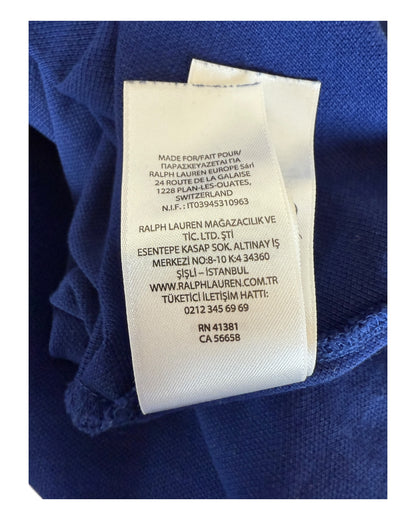 MADE FOR/FAIT POUR/
ΠΑΡΑΣΚΕΥΑΖΕΤΑΙ ΓΙΑ
RALPH LAUREN EUROPE Sàrl
24 ROUTE DE LA GALAISE
1228 PLAN-LES-OUATES,
SWITZERLAND
N.I.F.: IT03945310963
RALPH LAUREN MAĞAZACILIK VE
TİC. LTD. ŞTİ
ESENTEPE KASAP SOK. ALTINAY İŞ
MERKEZİ NO:8-10 K:4 34360
ŞİŞLİ – İSTANBUL
WWW.RALPHLAUREN.COM.TR
TÜKETİCİ İLETİŞİM HATTI:
0212 345 69 69
RN 41381
CA 56658